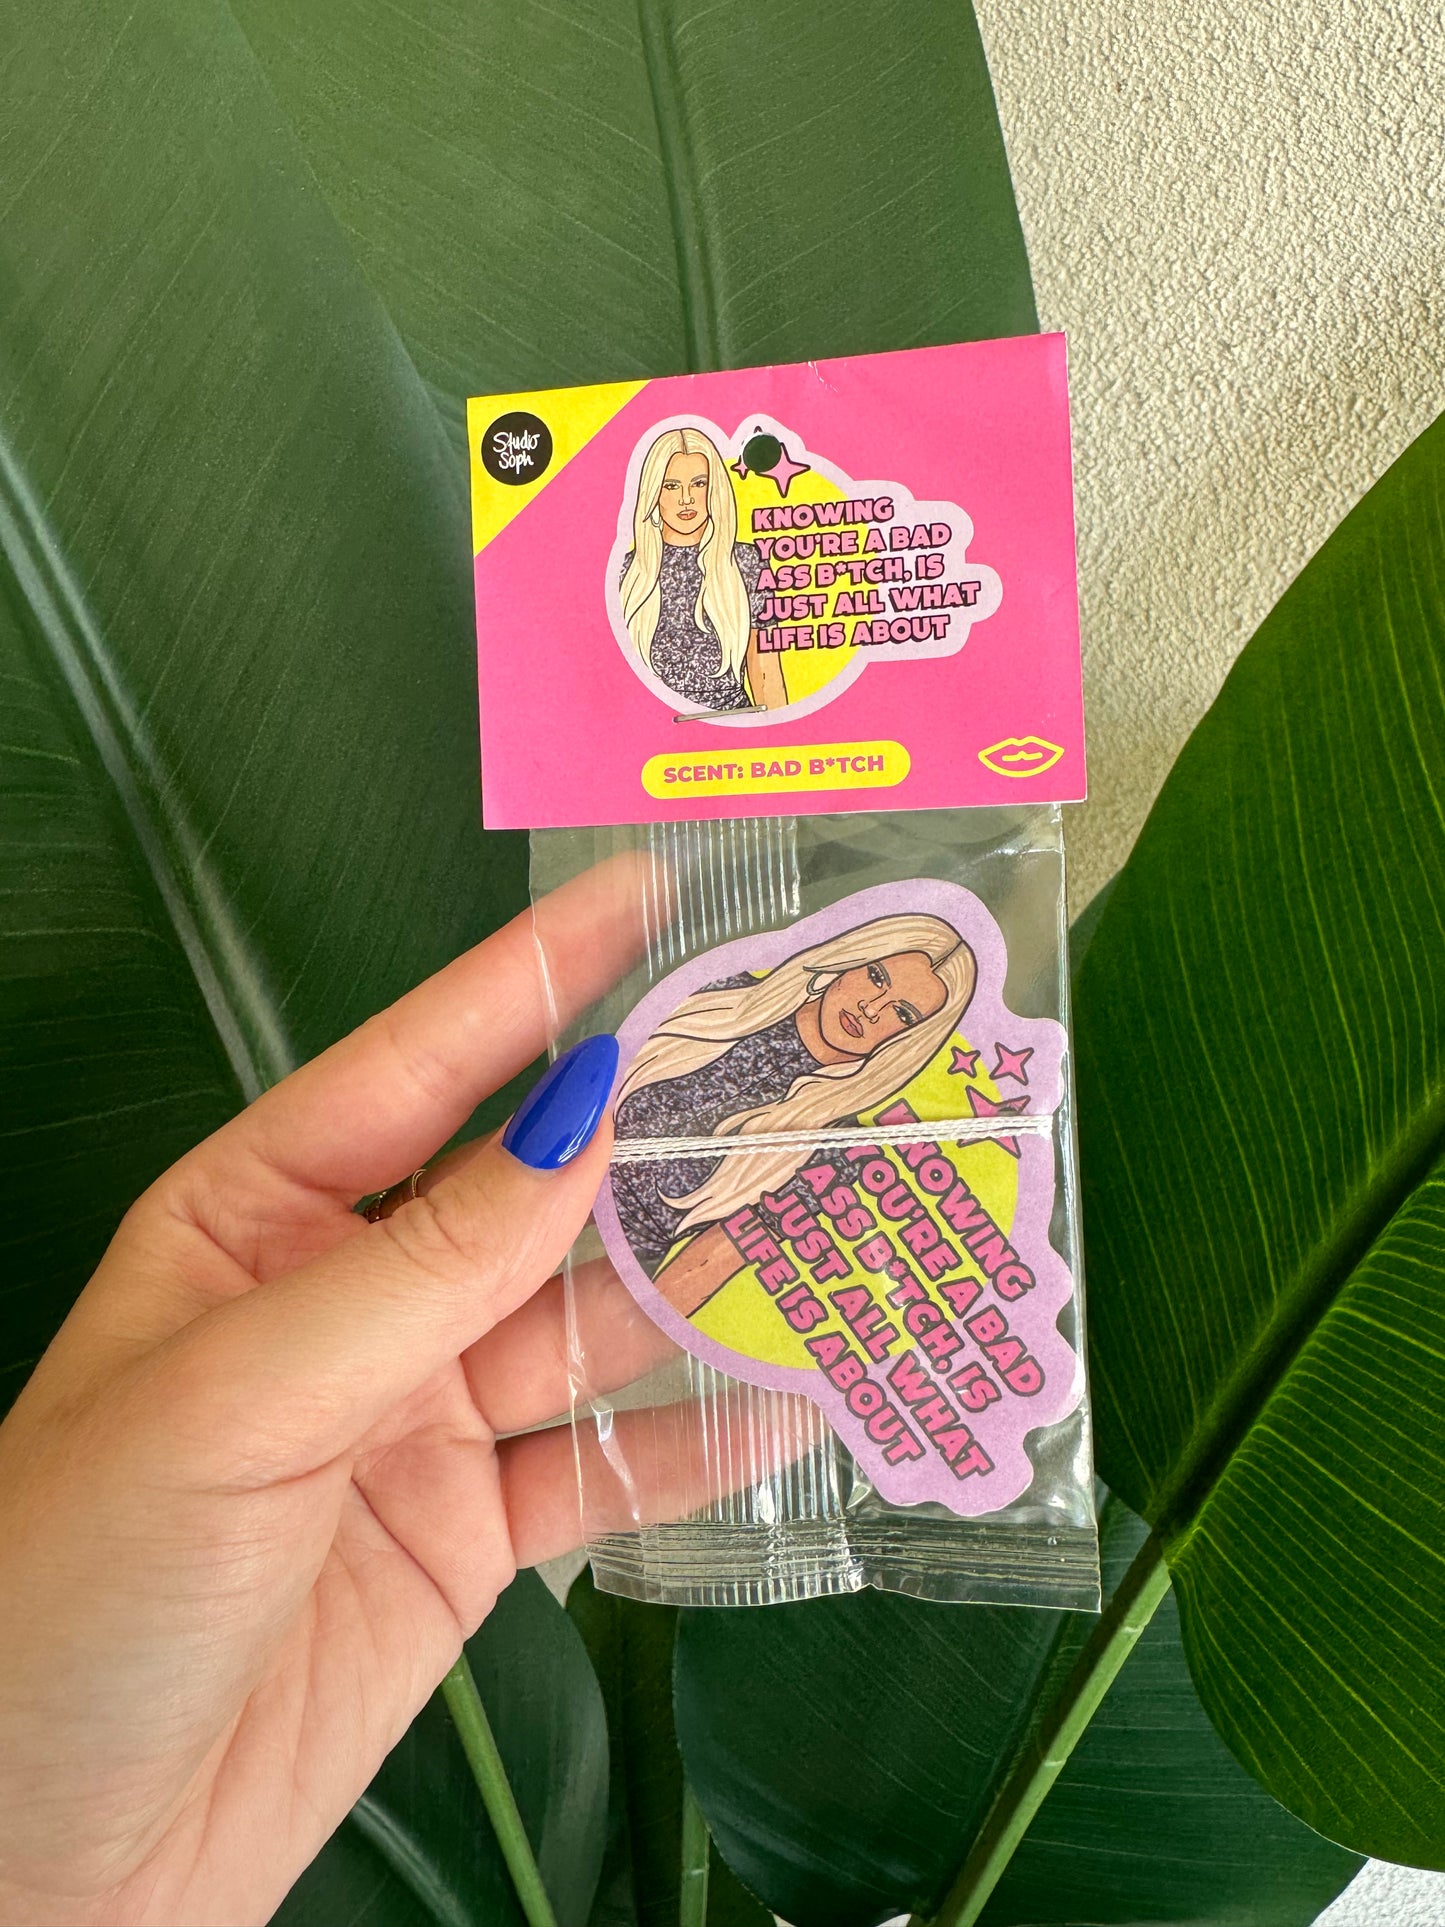 Studio
Soph
KNOWING
YOU'RE A BAD
ASS B*TCH, IS
JUST ALL WHAT
LIFE IS ABOUT
SCENT: BAD B*TCH
KNOWING
YOU'RE A BAD
ASS B*TCH, IS
JUST ALL WHAT
LIFE IS ABOUT